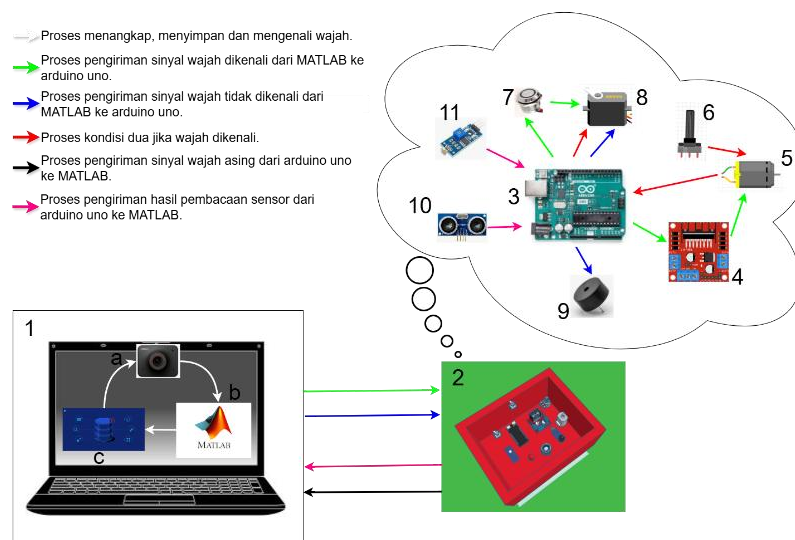 Proses menangkap, menyimpan dan mengenali wajah.
Proses pengiriman sinyal wajah dikenali dari MATLAB ke
arduino uno.
Proses pengiriman sinyal wajah tidak dikenali dari
MATLAB ke arduino uno.
Proses kondisi dua jika wajah dikenali.
Proses pengiriman sinyal wajah asing dari arduino uno
ke MATLAB.
Proses pengiriman hasil pembacaan sensor dari
arduino uno ke MATLAB.
7
8
11
6
5
3
10
4
9
1
a
b
MATLAB
c
2